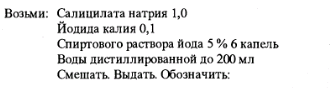 Возьми: Салицилата натрия 1,0
Йодида калия 0,1
Спиртового раствора йода 5 % 6 капель
Воды дистиллированной до 200 мл
Смешать. Выдать. Обозначить: